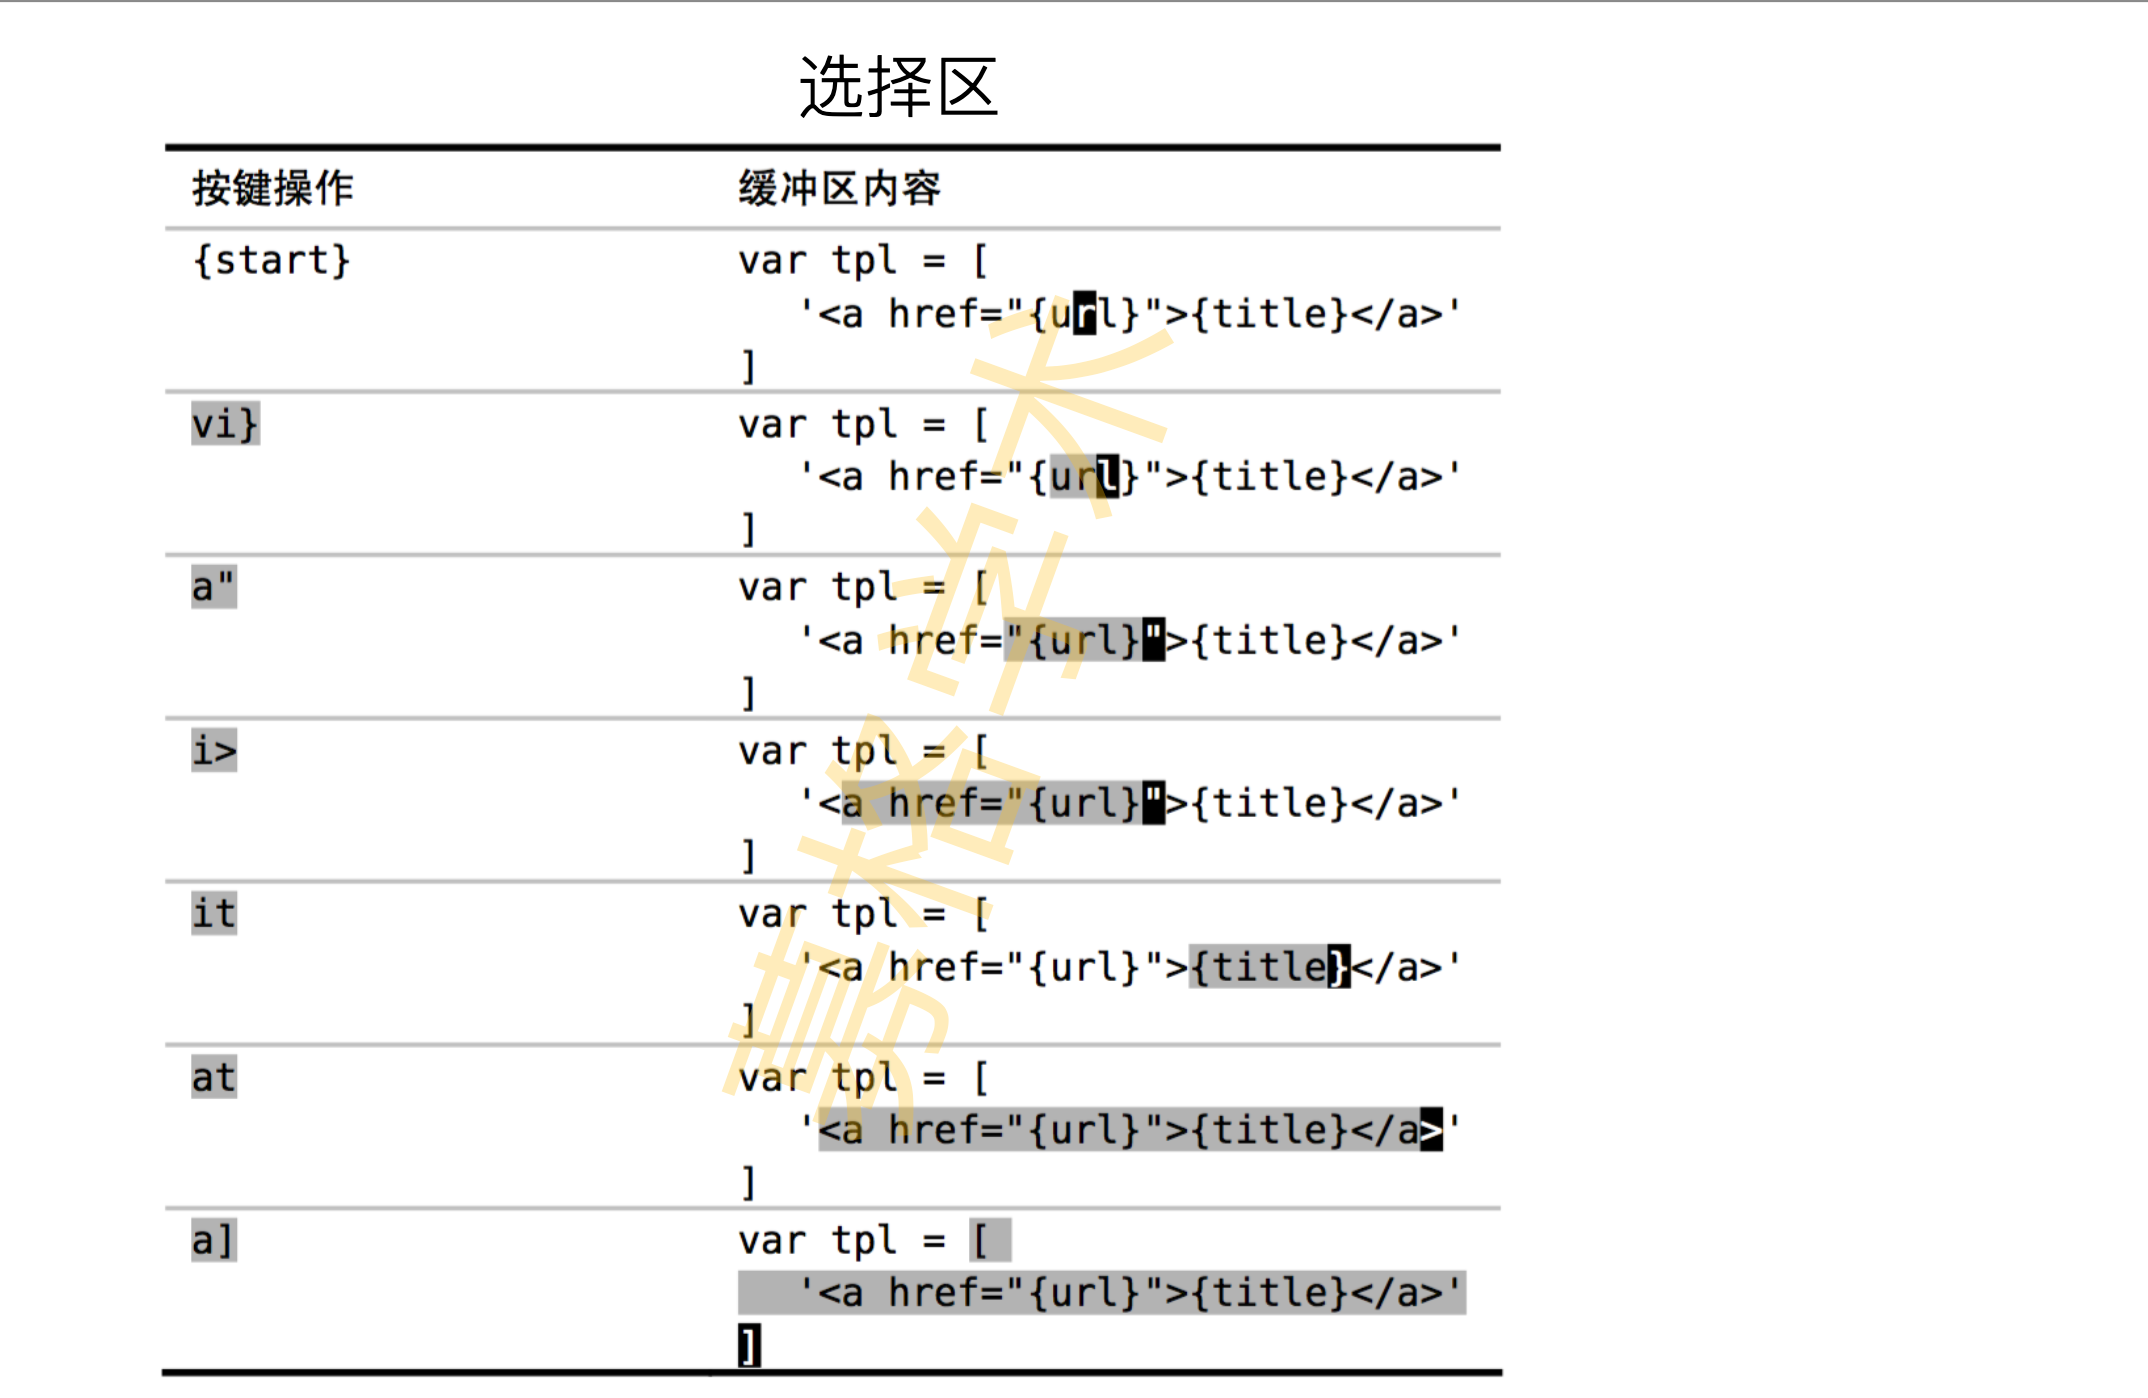 选择区
按键操作 缓冲区内容
{start} var tpl = [
'<a href="{url}">{title}</a>'
]
vi} var tpl = [
'<a href="{url}">{title}</a>'
]
a" var tpl = [
'<a href="{url}">{title}</a>'
]
i> var tpl = [
'<a href="{url}">{title}</a>'
]
it var tpl = [
'<a href="{url}">{title}</a>'
]
at var tpl = [
'<a href="{url}">{title}</a>'
]
a] var tpl = [
'<a href="{url}">{title}</a>'
]